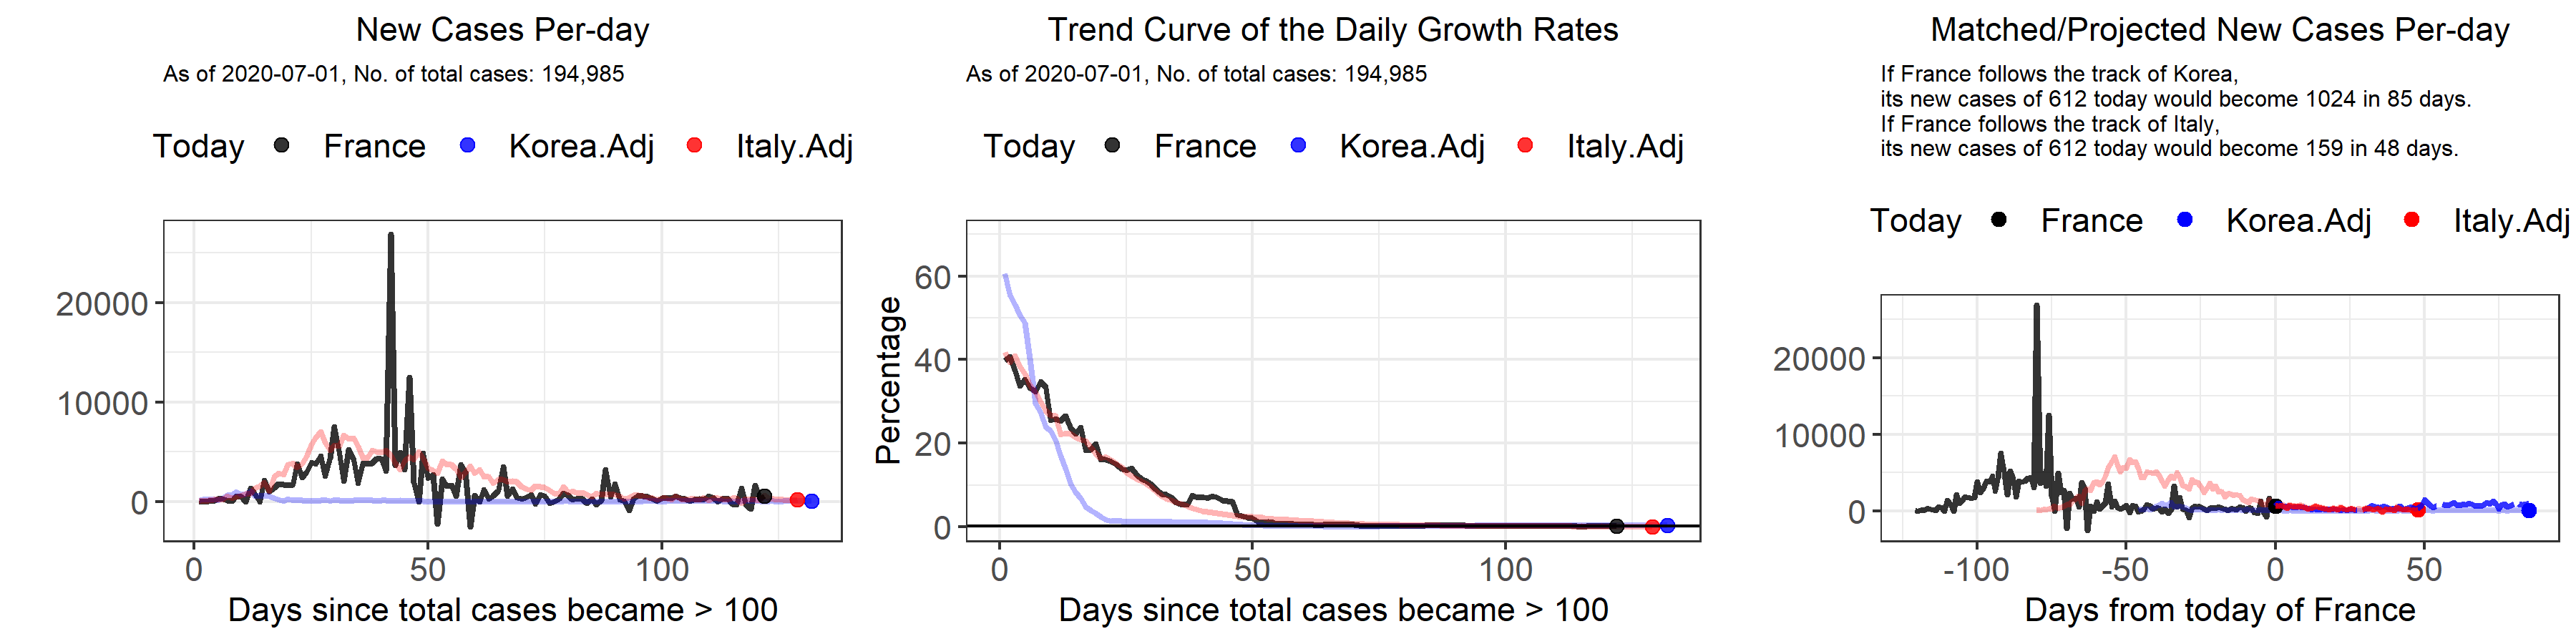 New Cases Per-day
As of 2020-07-01, No. of total cases: 194,985
Today France Korea.Adj Italy.Adj
20000
10000
0
0 50 100
Days since total cases became > 100
Trend Curve of the Daily Growth Rates
As of 2020-07-01, No. of total cases: 194,985
Today France Korea.Adj Italy.Adj
Percentage
60
40
20
0
0 50 100
Days since total cases became > 100
Matched/Projected New Cases Per-day
If France follows the track of Korea,
its new cases of 612 today would become 1024 in 85 days.
If France follows the track of Italy,
its new cases of 612 today would become 159 in 48 days.
Today France Korea.Adj Italy.Adj
20000
10000
0
-100 -50 0 50
Days from today of France